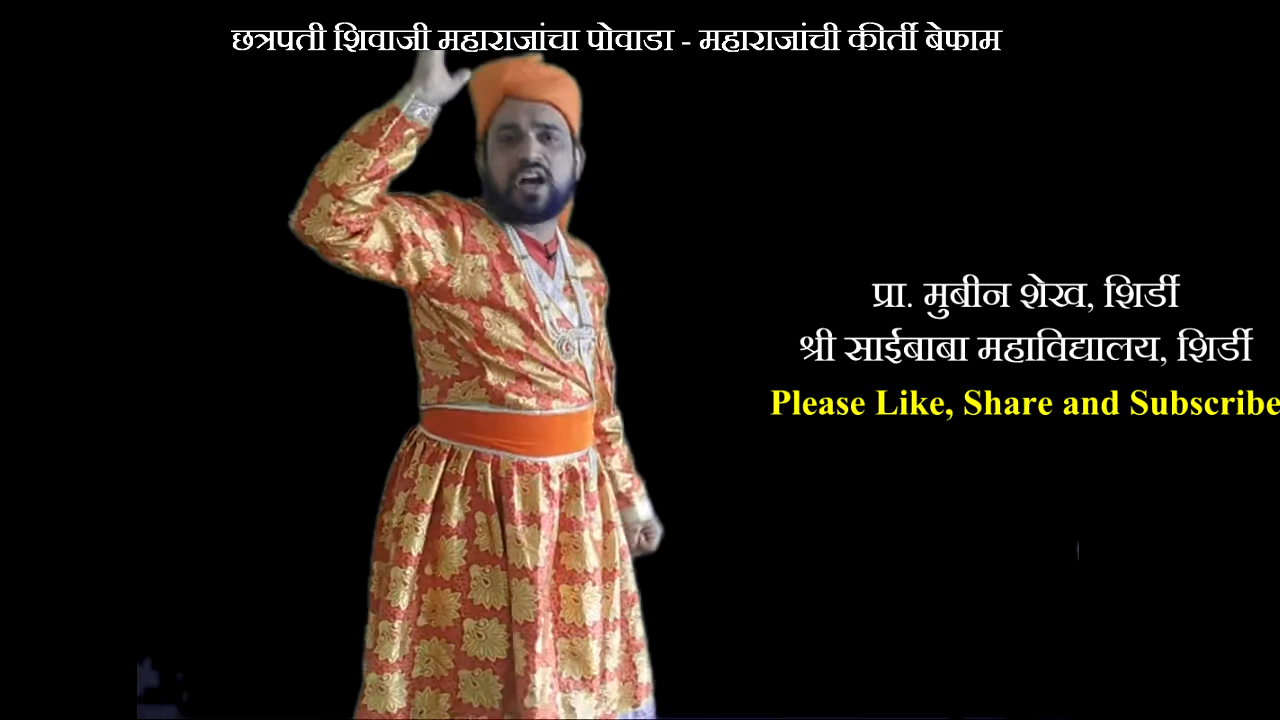 छत्रपती शिवाजी महाराजांचा पोवाडा - महाराजांची कीर्ती बेफाम
प्रा. मुबीन शेख, शिर्डी
श्री साईबाबा महाविद्यालय, शिर्डी
Please Like, Share and Subscribe